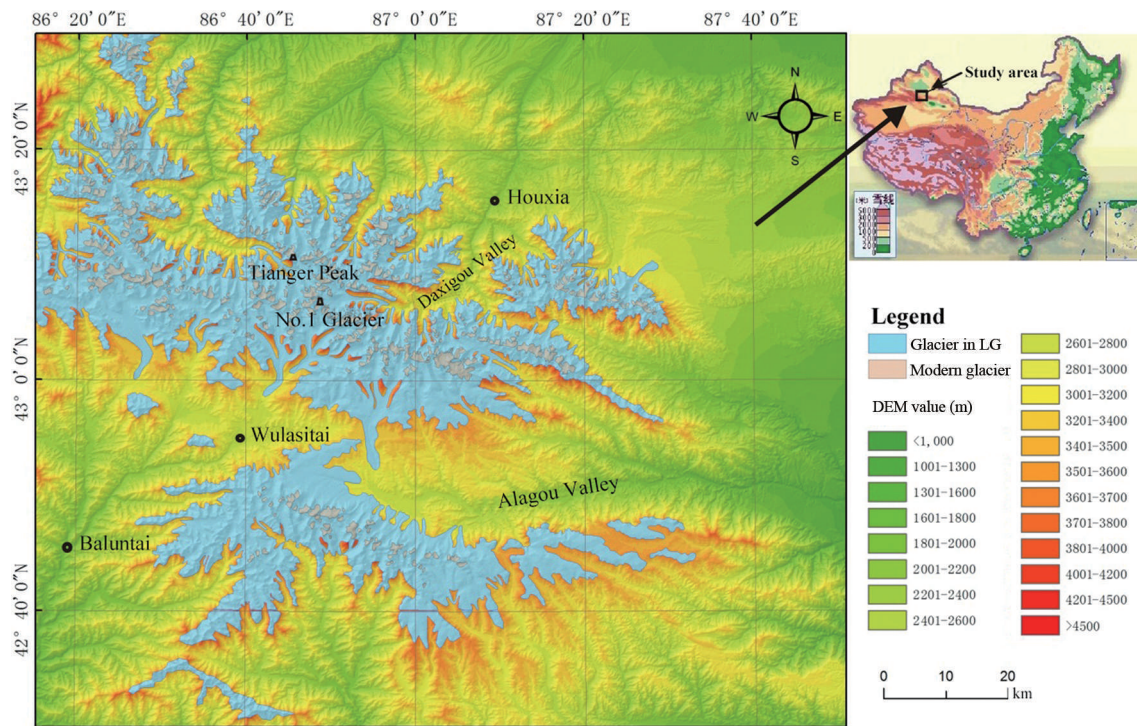 86° 20′ 0″E
86° 40′ 0″E
87° 0′ 0″E
87° 20′ 0″E
43° 20′ 0″N
43° 0′ 0″N
42° 40′ 0″N
N
W
E
S
Houxia
Tianger Peak
Daxigou Valley
No.1 Glacier
Wulasitai
Alagou Valley
Baluntai
Study area
雪线
5000
Legend
Glacier in LG
Modern glacier
DEM value (m)
<1,000
1001-1300
1301-1600
1601-1800
1801-2000
2001-2200
2201-2400
2401-2600
2601-2800
2801-3000
3001-3200
3201-3400
3401-3500
3501-3600
3601-3700
3701-3800
3801-4000
4001-4200
4201-4500
>4500
0 10 20
km